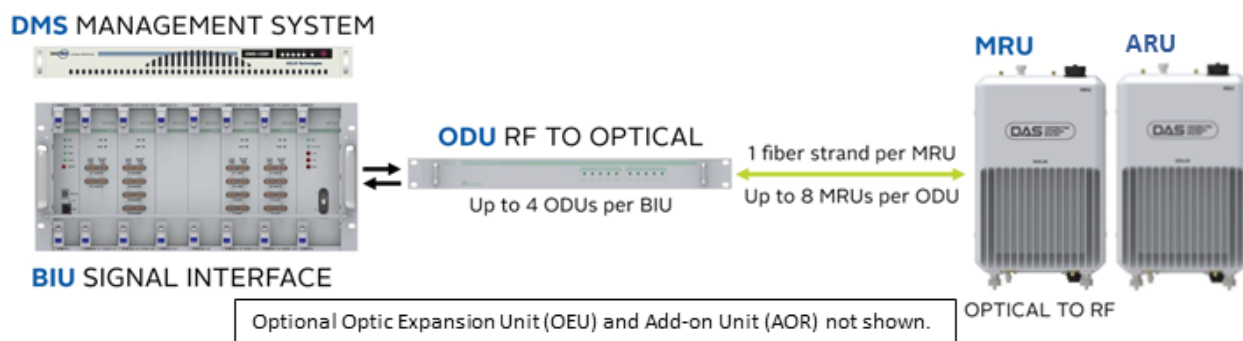 DMS MANAGEMENT SYSTEM
BIU SIGNAL INTERFACE
ODU RF TO OPTICAL
Up to 4 ODUs per BIU
1 fiber strand per MRU
Up to 8 MRUs per ODU
MRU
ARU
MRU
DAS
DAS
SOLiD
OPTICAL TO RF
Optional Optic Expansion Unit (OEU) and Add-on Unit (AOR) not shown.